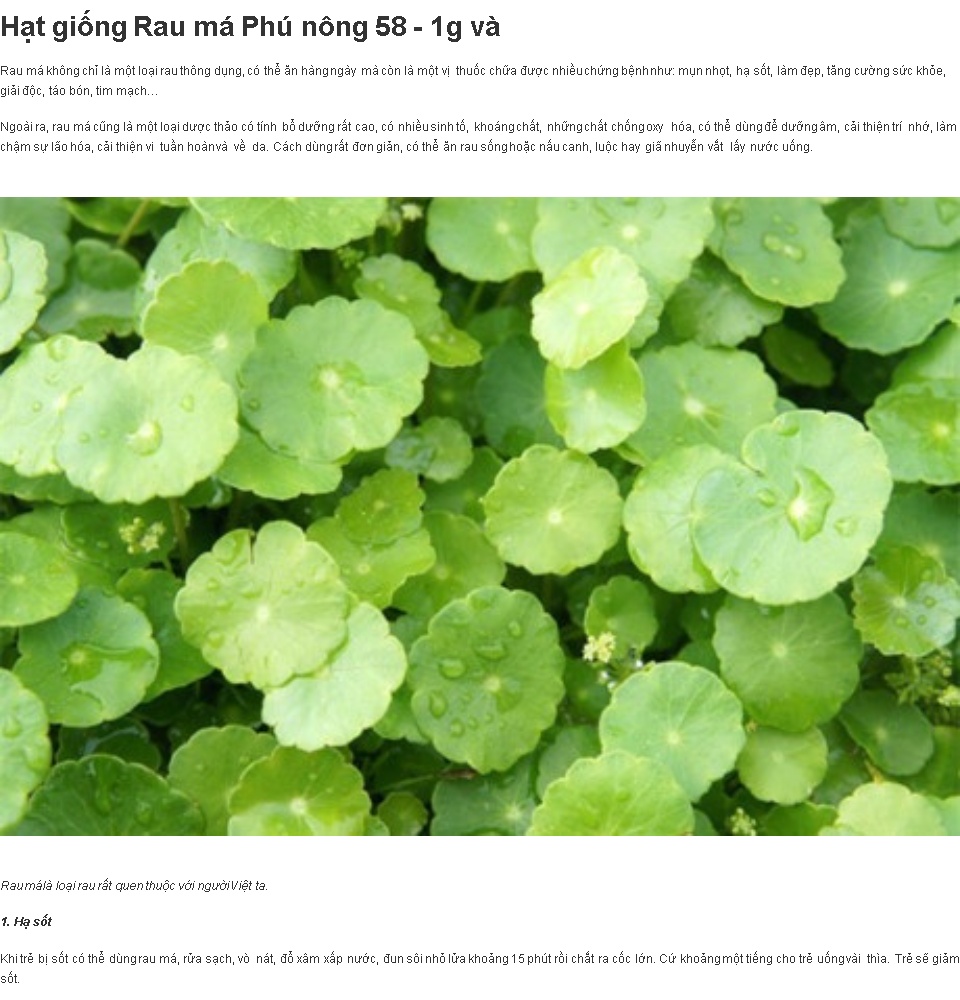 Hạt giống Rau má Phú nông 58 - 1g và
Rau má không chỉ là một loại rau thông dụng, có thể ăn hàng ngày mà còn là một vị thuốc chữa được nhiều chứng bệnh như: mụn nhọt, hạ sốt, làm đẹp, tăng cường sức khỏe,
giải độc, táo bón, tim mạch…
Ngoài ra, rau má cũng là một loại dược thảo có tính bổ dưỡng rất cao, có nhiều sinh tố, khoáng chất, những chất chống oxy hóa, có thể dùng để dưỡng âm, cải thiện trí nhớ, làm
chậm sự lão hóa, cải thiện vi tuần hoàn và về da. Cách dùng rất đơn giản, có thể ăn rau sống hoặc nấu canh, luộc hay giã nhuyễn vắt lấy nước uống.
Rau má là loại rau rất quen thuộc với người Việt ta.
1. Hạ sốt
Khi trẻ bị sốt có thể dùng rau má, rửa sạch, vò nát, đổ xâm xấp nước, đun sôi nhỏ lửa khoảng 15 phút rồi chắt ra cốc lớn. Cứ khoảng một tiếng cho trẻ uống vài thìa. Trẻ sẽ giảm
sốt.